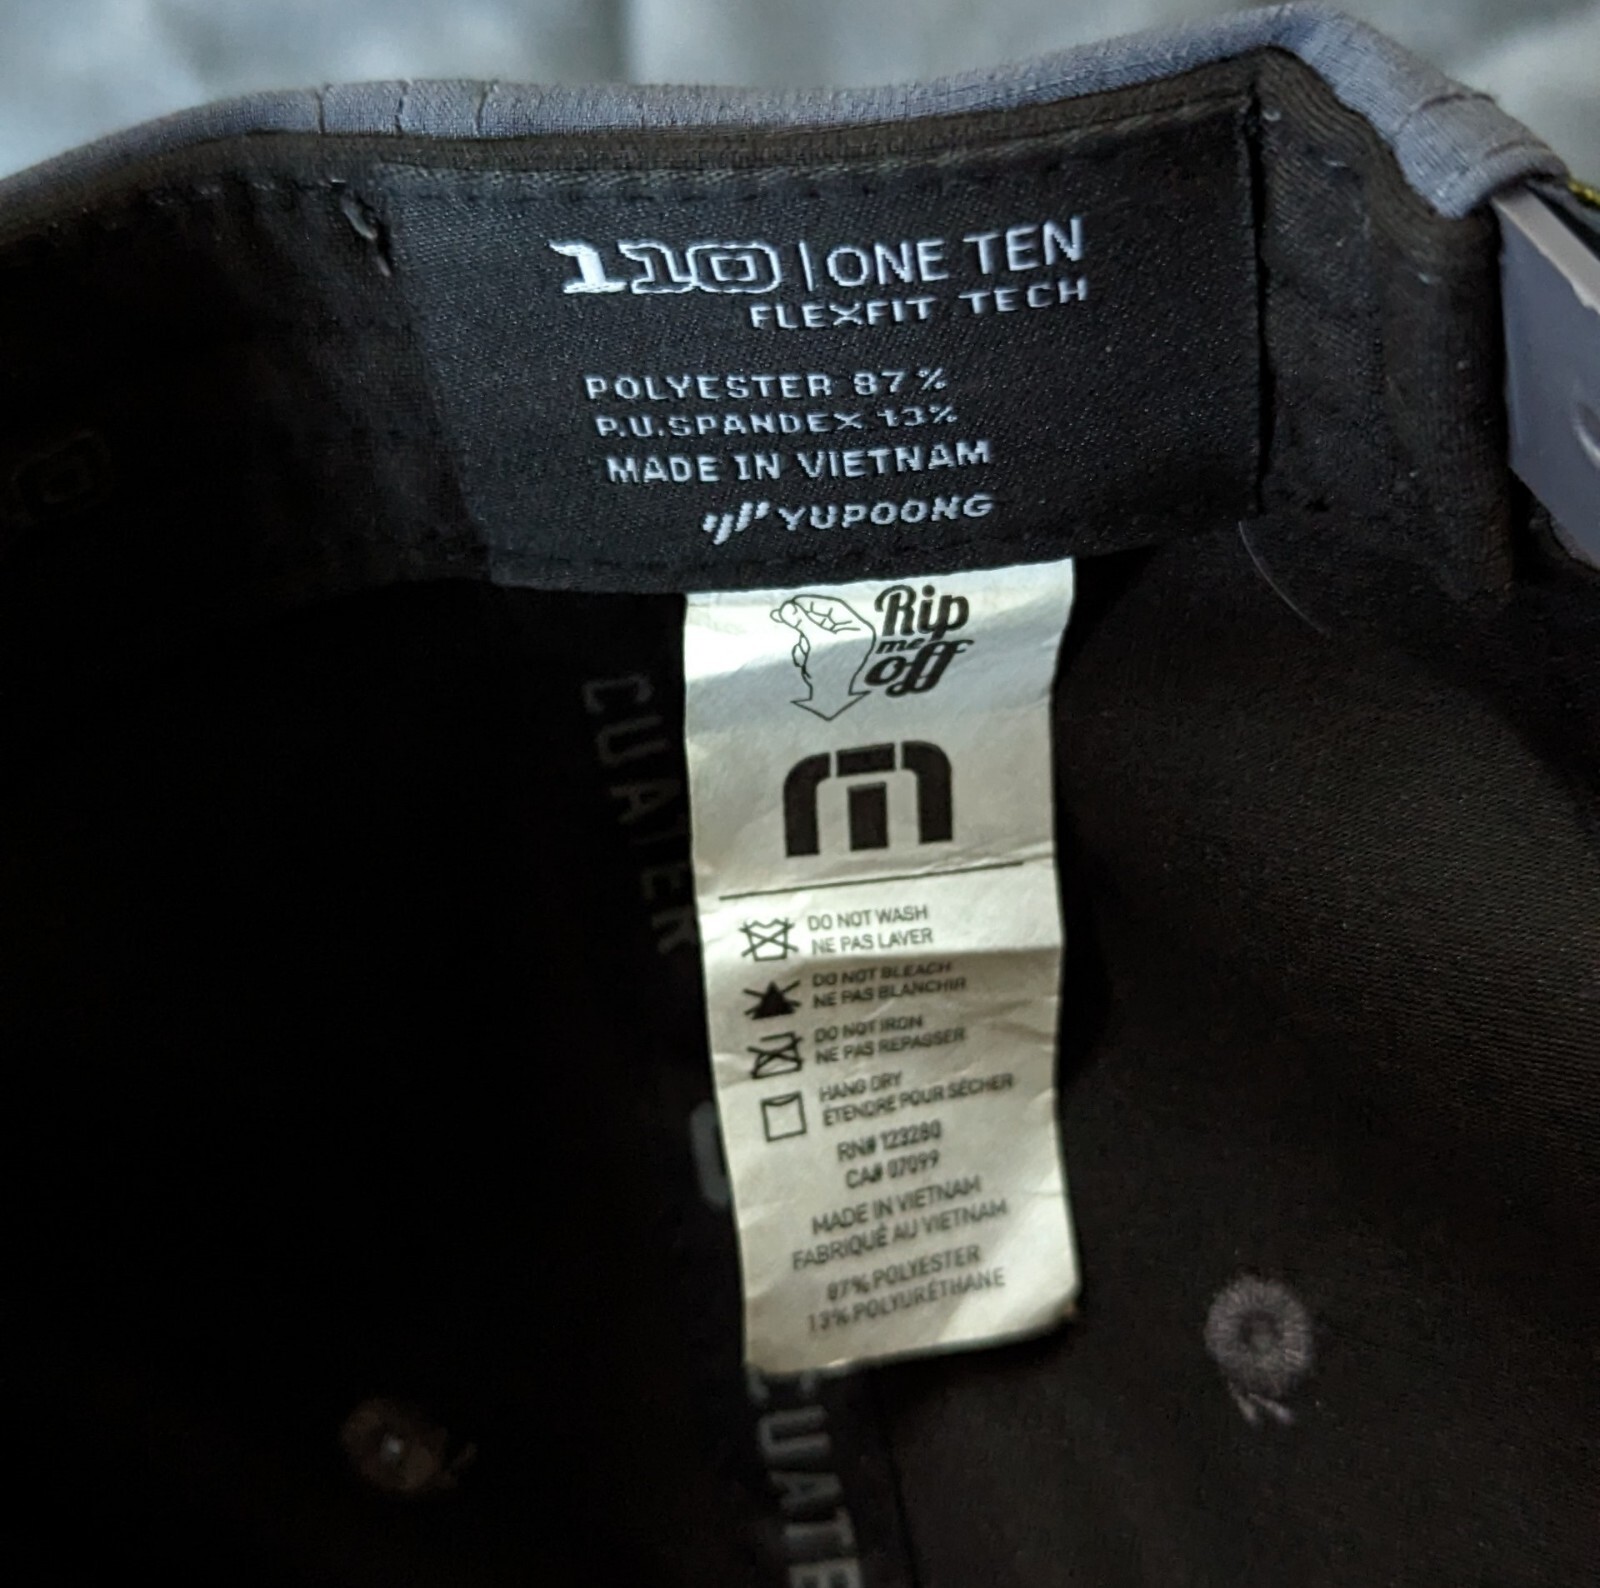 110 | ONE TEN
FLEXFIT TECH
POLYESTER 87%
P.U.SPANDEX 13%
MADE IN VIETNAM
YUPOONG
Rip
me
off
DO NOT WASH
NE PAS LAVER
DO NOT BLEACH
NE PAS BLANCHIR
DO NOT IRON
NE PAS REPASSER
HANG DRY
ÉTENDRE POUR SÉCHER
RN# 123280
CA# 07099
MADE IN VIETNAM
FABRIQUÉ AU VIETNAM
87% POLYESTER
13% POLYURÉTHANE
CUATER
CUATE